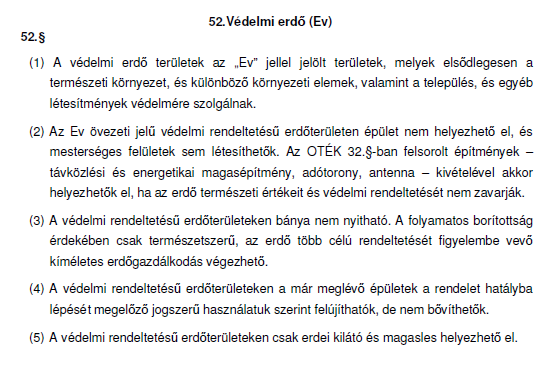 52.Védelmi erdő (Ev)
52.§
(1) A védelmi erdő területek az „Ev” jellel jelölt területek, melyek elsődlegesen a
természeti környezet, és különböző környezeti elemek, valamint a település, és egyéb
létesítmények védelmére szolgálnak.
(2) Az Ev övezeti jelű védelmi rendeltetésű erdőterületen épület nem helyezhető el, és
mesterséges felületek sem létesíthetők. Az OTÉK 32.§-ban felsorolt építmények –
távközlési és energetikai magasépítmény, adótorony, antenna – kivételével akkor
helyezhetők el, ha az erdő természeti értékeit és védelmi rendeltetését nem zavarják.
(3) A védelmi rendeltetésű erdőterületeken bánya nem nyitható. A folyamatos borítottság
érdekében csak természetszerű, az erdő több célú rendeltetését figyelembe vevő
kíméletes erdőgazdálkodás végezhető.
(4) A védelmi rendeltetésű erdőterületeken a már meglévő épületek a rendelet hatályba
lépését megelőző jogszerű használatuk szerint felújíthatók, de nem bővíthetők.
(5) A védelmi rendeltetésű erdőterületeken csak erdei kilátó és magasles helyezhető el.